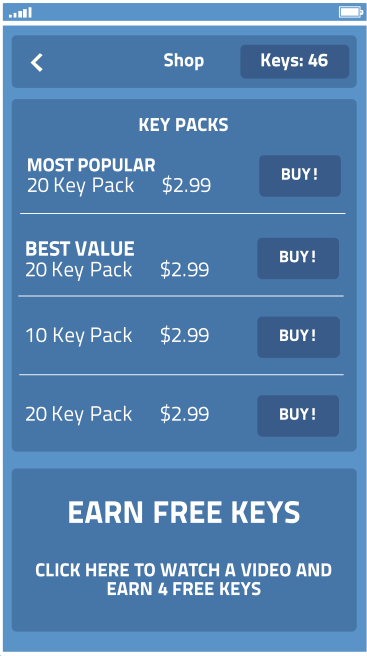 Shop Keys: 46
KEY PACKS
MOST POPULAR
20 Key Pack $2.99 BUY!
BEST VALUE
20 Key Pack $2.99 BUY!
10 Key Pack $2.99 BUY!
20 Key Pack $2.99 BUY!
EARN FREE KEYS
CLICK HERE TO WATCH A VIDEO AND
EARN 4 FREE KEYS